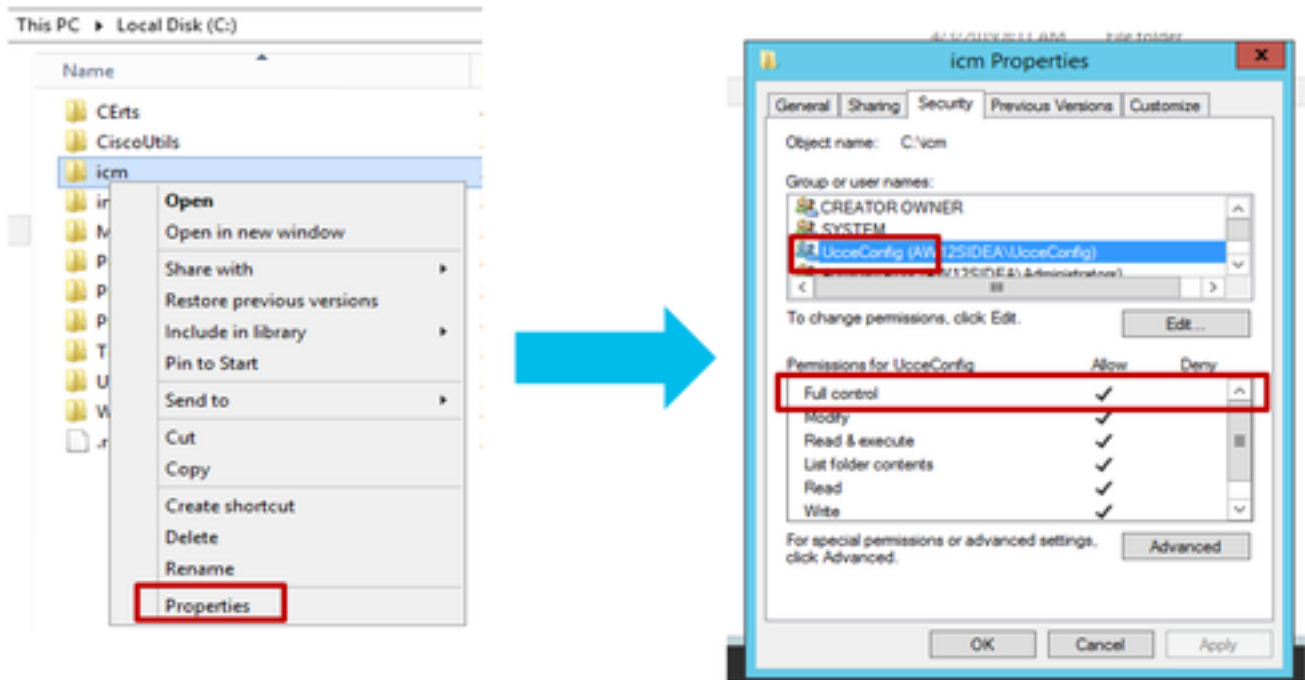 This PC ▸ Local Disk (C:)
Name
CErts
CiscoUtils
icm
Open
Open in new window
Share with
Restore previous versions
Include in library
Pin to Start
Send to
Cut
Copy
Create shortcut
Delete
Rename
Properties
File folder
icm Properties
General Sharing Security Previous Versions Customize
Object name: C:\icm
Group or user names:
CREATOR OWNER
SYSTEM
UcceConfig (AW12SIDEA\UcceConfig)
To change permissions, click Edit.
Edit...
Permissions for UcceConfig Allow Deny
Full control
Modify
Read & execute
List folder contents
Read
Write
For special permissions or advanced settings, click Advanced.
Advanced
OK Cancel Apply